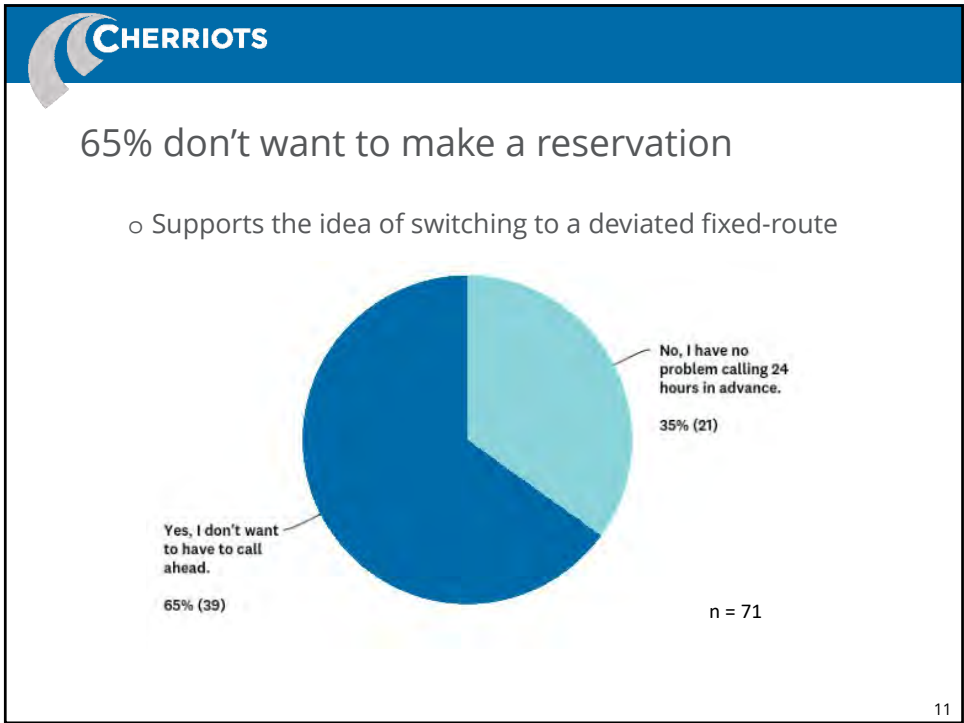 CHERRIOTS
65% don’t want to make a reservation
o Supports the idea of switching to a deviated fixed-route
No, I have no
problem calling 24
hours in advance.
35% (21)
Yes, I don't want
to have to call
ahead.
65% (39)
n = 71
11